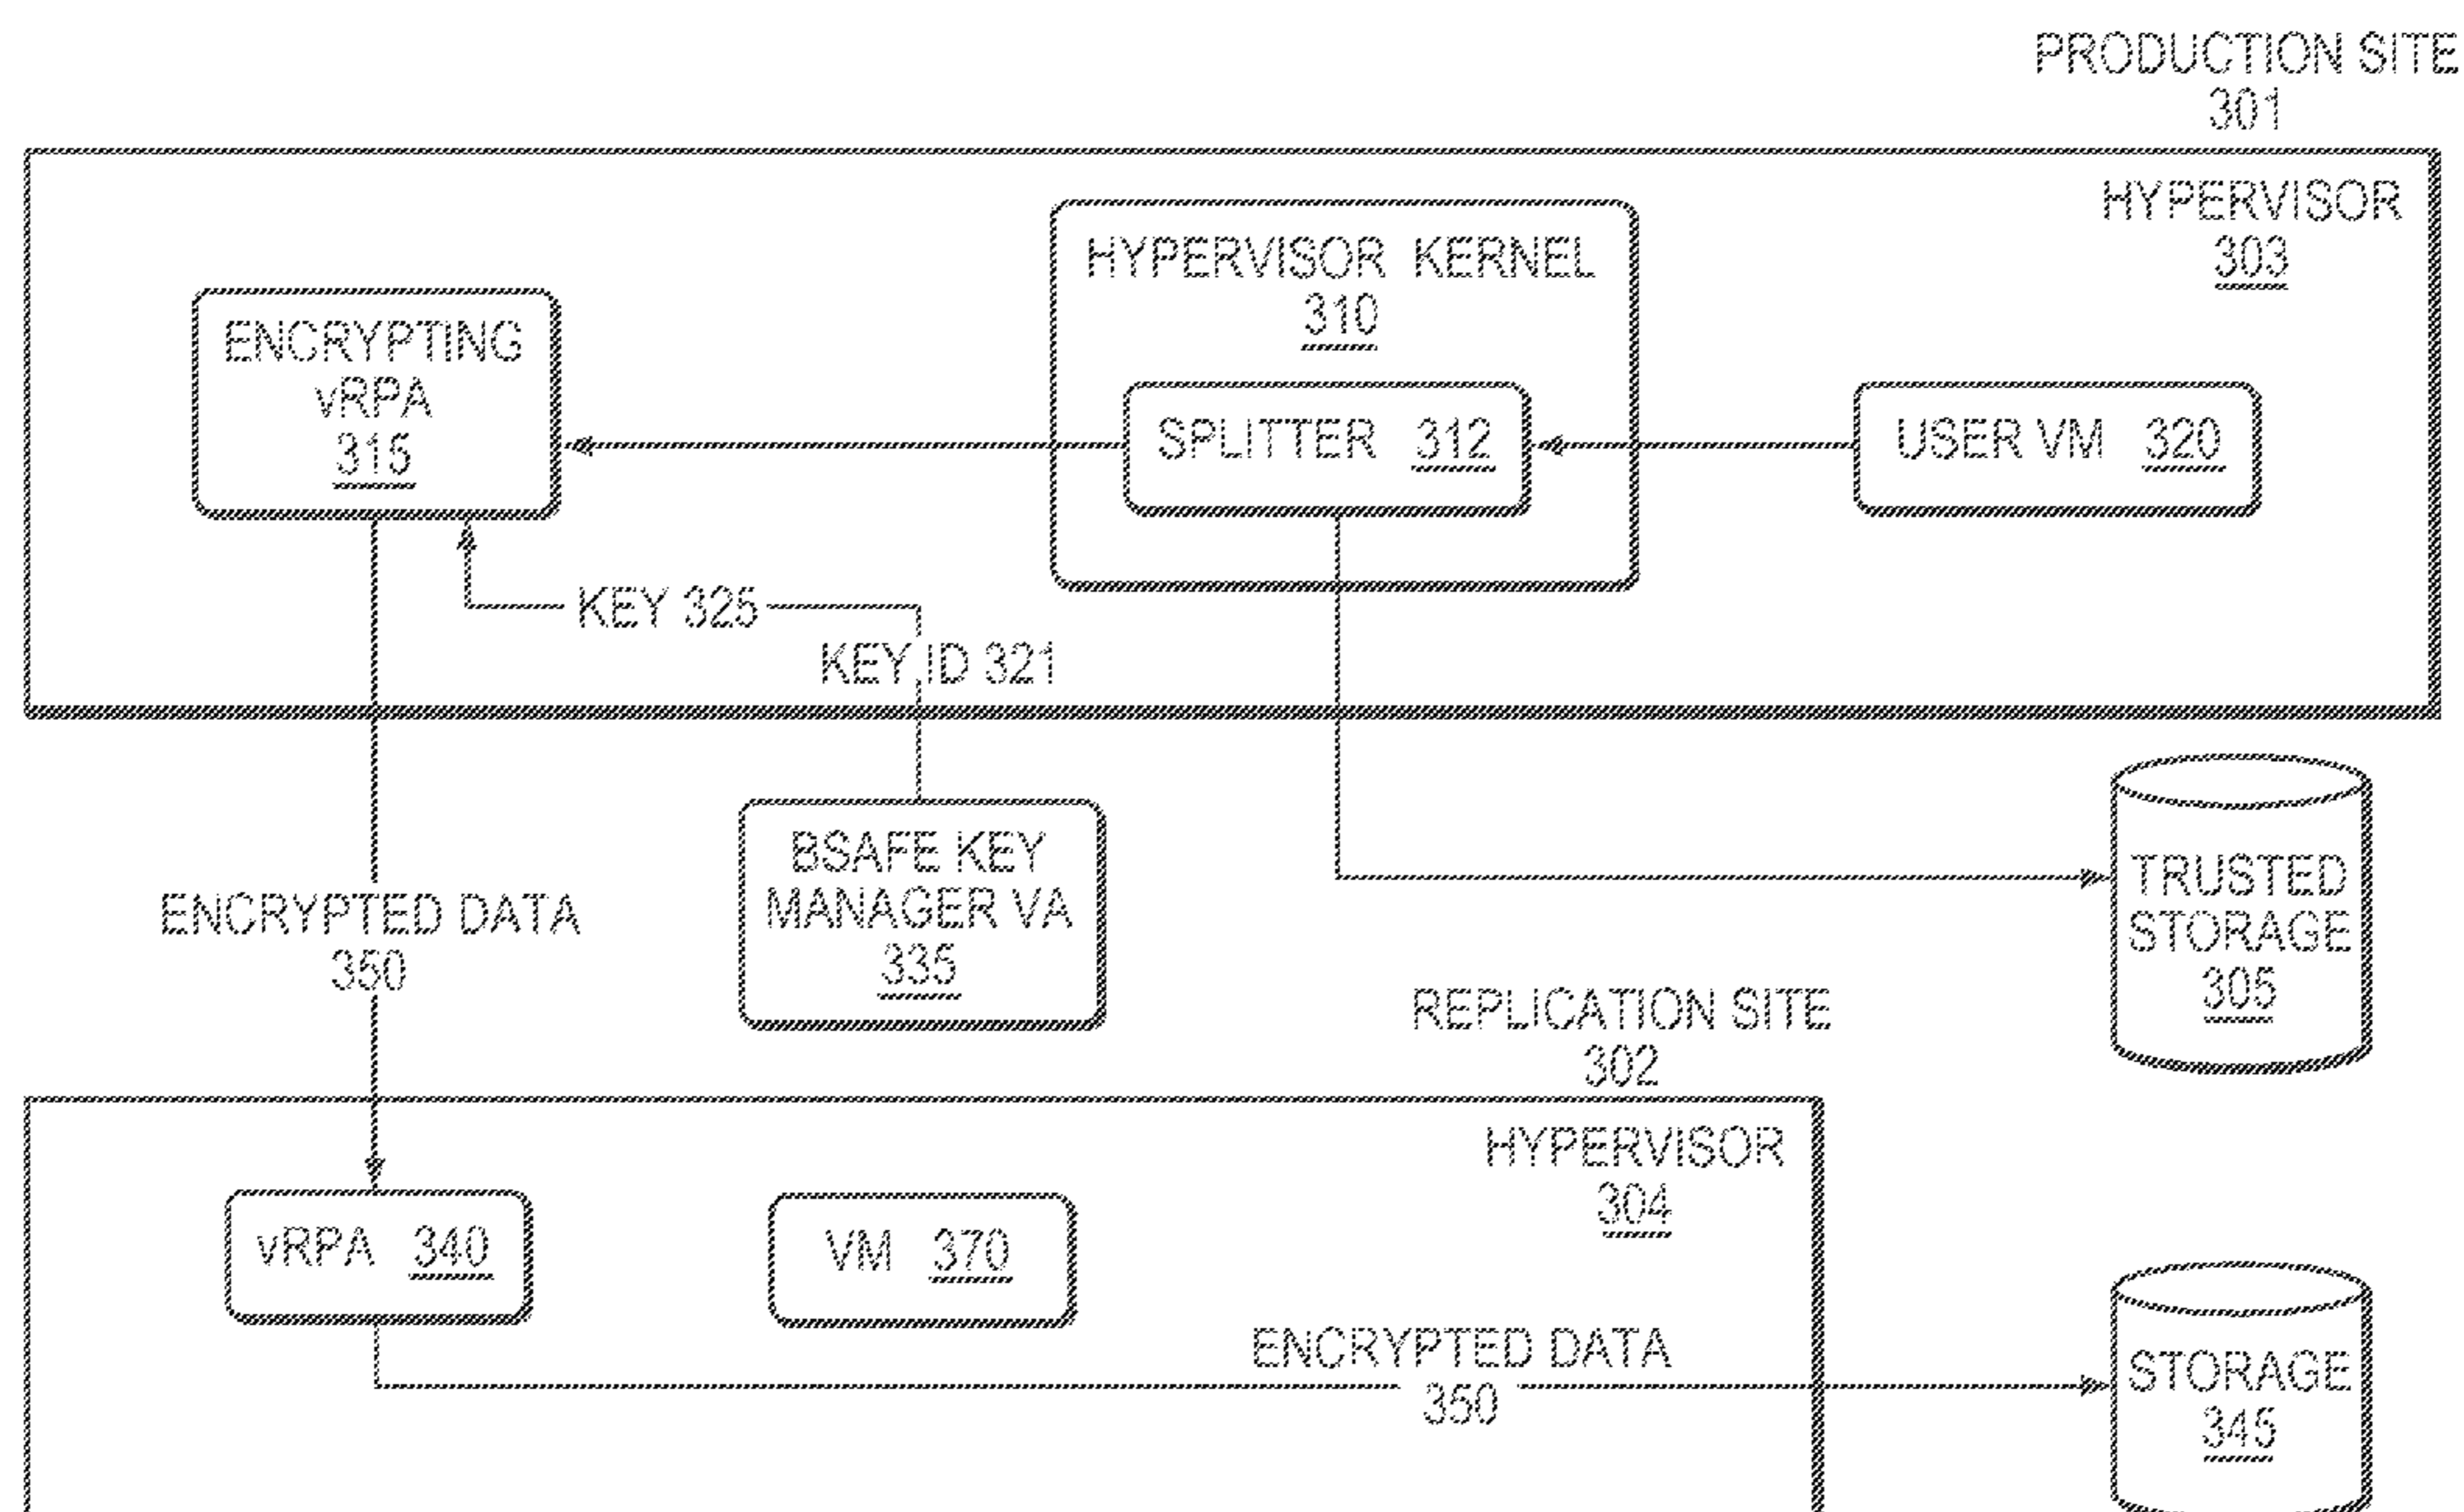 PRODUCTION SITE
301
HYPERVISOR
303
HYPERVISOR KERNEL
310
ENCRYPTING
vRPA
315
SPLITTER 312
USER VM 320
KEY 325
KEY ID 321
BSAFE KEY
MANAGER VA
335
ENCRYPTED DATA
350
TRUSTED
STORAGE
305
REPLICATION SITE
302
HYPERVISOR
304
vRPA 340
VM 370
ENCRYPTED DATA
350
STORAGE
345